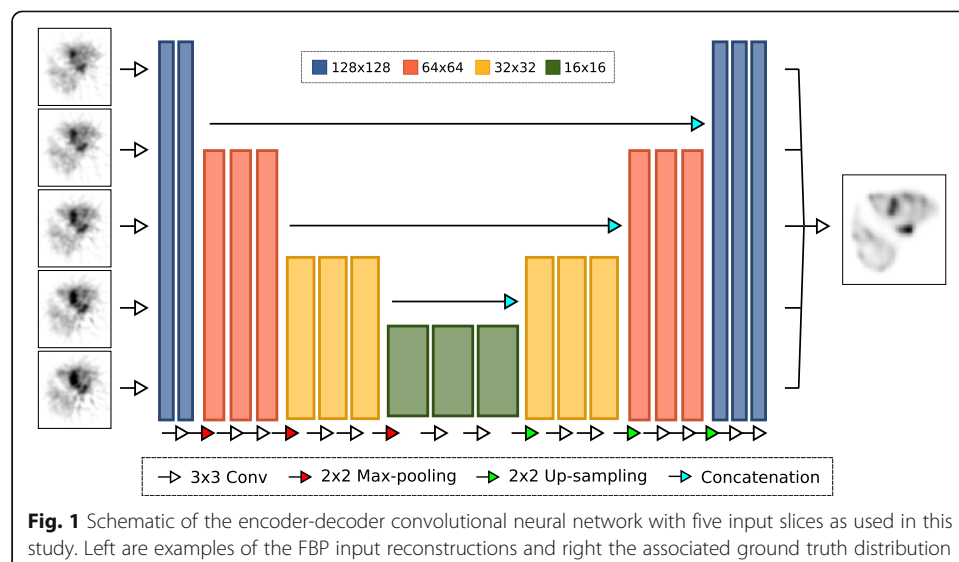 128x128 64x64 32x32 16x16
3x3 Conv 2x2 Max-pooling 2x2 Up-sampling Concatenation
Fig. 1 Schematic of the encoder-decoder convolutional neural network with five input slices as used in this
study. Left are examples of the FBP input reconstructions and right the associated ground truth distribution